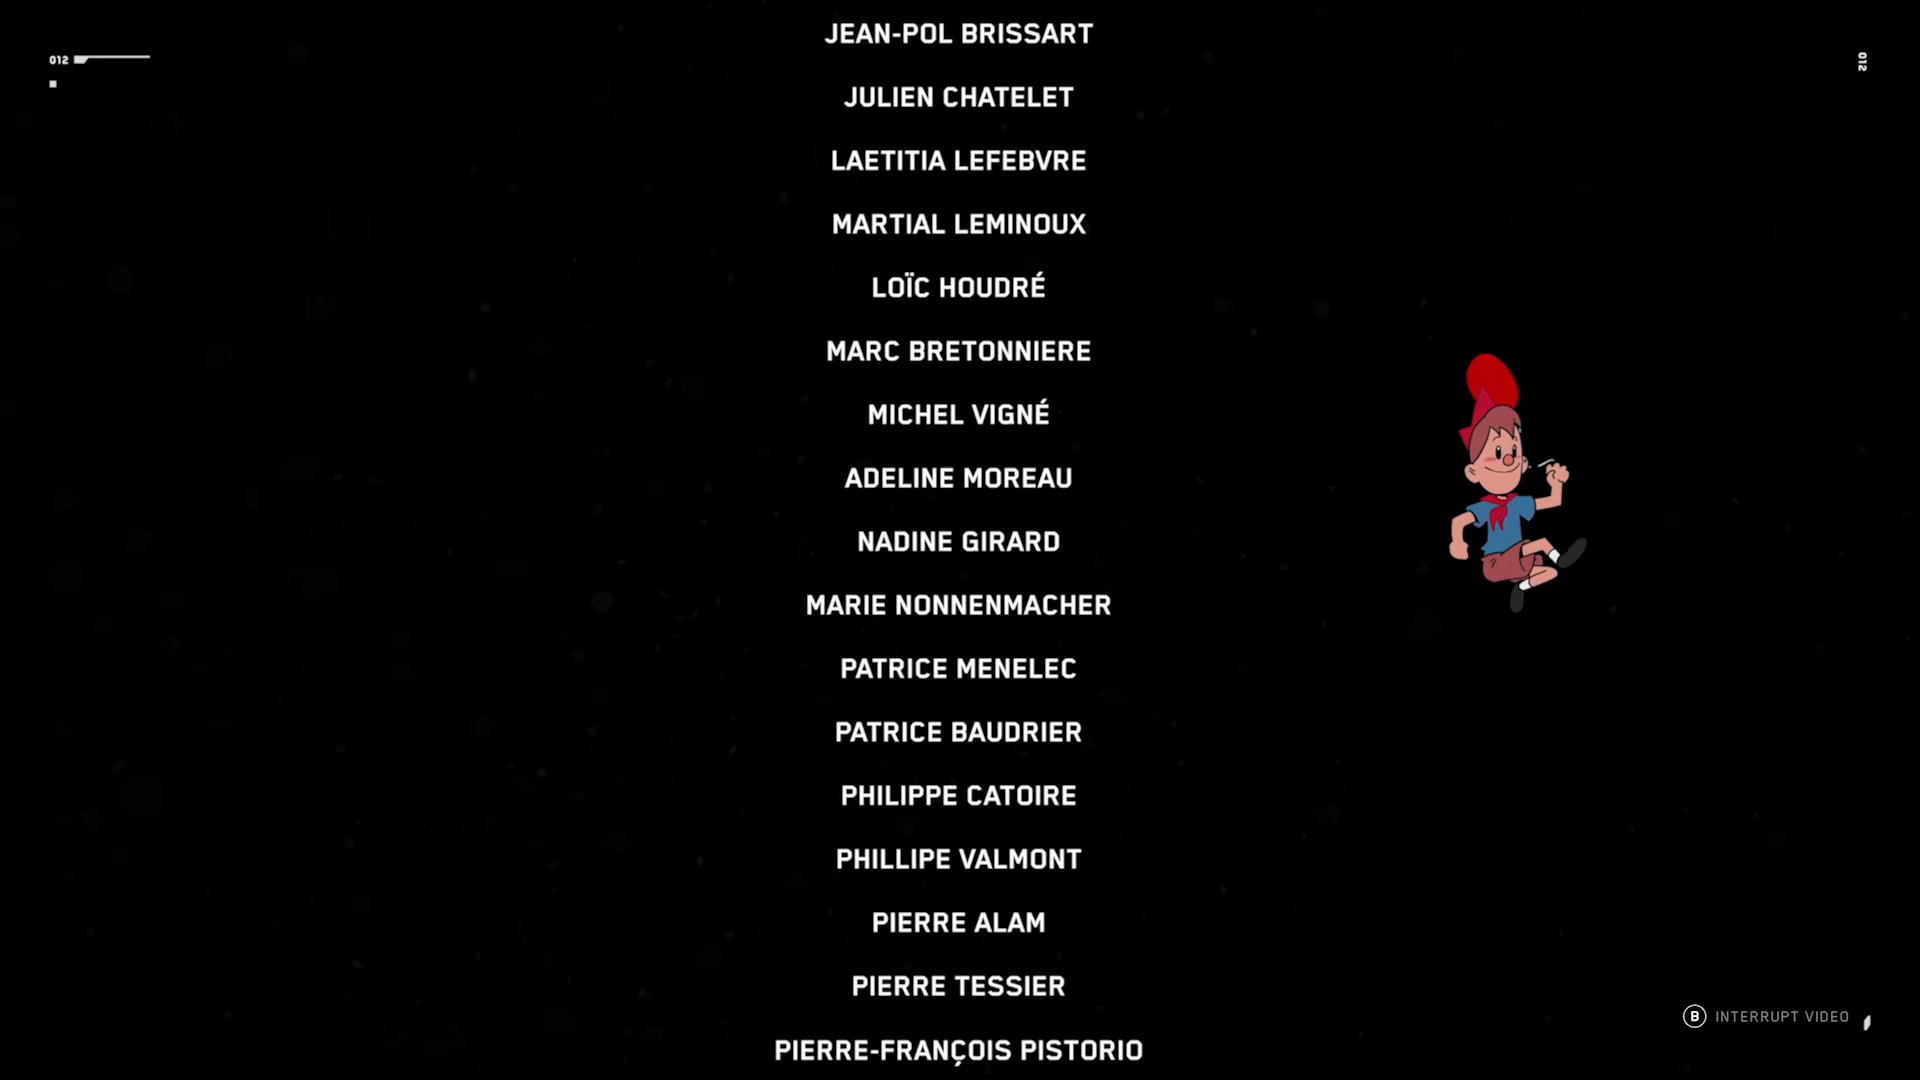 JEAN-POL BRISSART
012
012
JULIEN CHATELET
LAETITIA LEFEBVRE
MARTIAL LEMINOUX
LOÏC HOUDRÉ
MARC BRETONNIERE
MICHEL VIGNÉ
ADELINE MOREAU
NADINE GIRARD
MARIE NONNENMACHER
PATRICE MENELEC
PATRICE BAUDRIER
PHILIPPE CATOIRE
PHILLIPE VALMONT
PIERRE ALAM
PIERRE TESSIER
B INTERRUPT VIDEO
PIERRE-FRANÇOIS PISTORIO